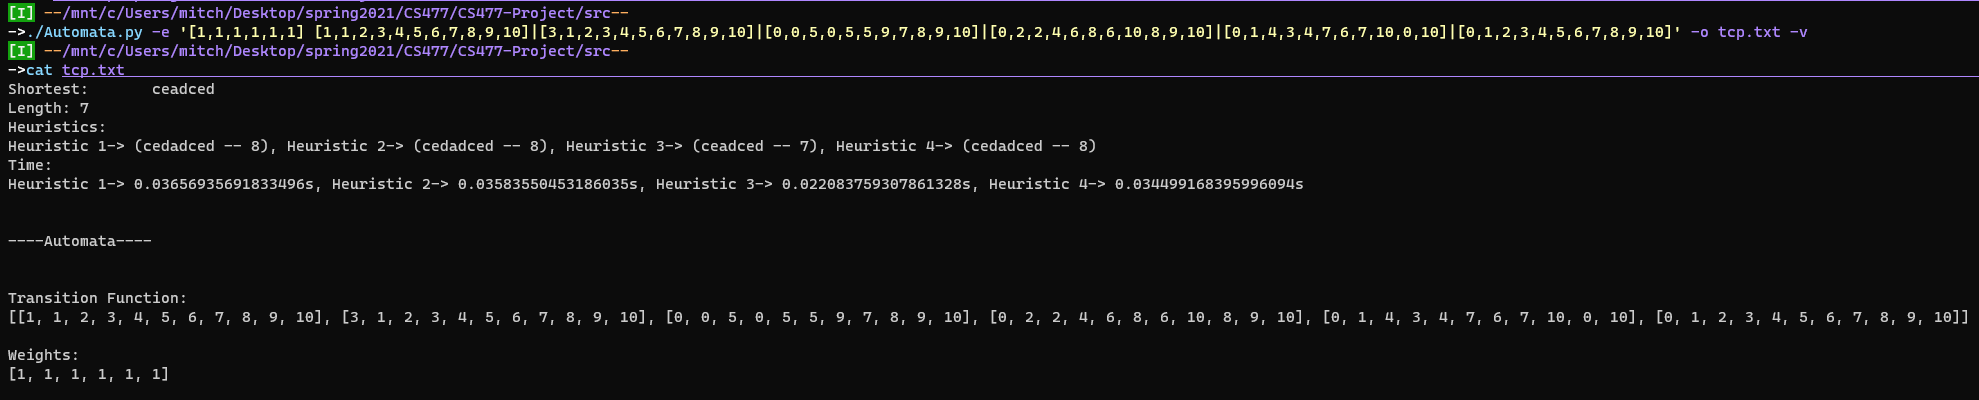 [I] --/mnt/c/Users/mitch/Desktop/spring2021/CS477/CS477-Project/src--
->./Automata.py -e '[1,1,1,1,1,1] [1,1,2,3,4,5,6,7,8,9,10]|[3,1,2,3,4,5,6,7,8,9,10]|[0,0,5,0,5,5,9,7,8,9,10]|[0,2,2,4,6,8,6,10,8,9,10]|[0,1,4,3,4,7,6,7,10,0,10]|[0,1,2,3,4,5,6,7,8,9,10]' -o tcp.txt -v
[I] --/mnt/c/Users/mitch/Desktop/spring2021/CS477/CS477-Project/src--
->cat tcp.txt
Shortest: ceadced
Length: 7
Heuristics:
Heuristic 1-> (cedadced -- 8), Heuristic 2-> (cedadced -- 8), Heuristic 3-> (ceadced -- 7), Heuristic 4-> (cedadced -- 8)
Time:
Heuristic 1-> 0.03656935691833496s, Heuristic 2-> 0.03583550453186035s, Heuristic 3-> 0.022083759307861328s, Heuristic 4-> 0.034499168395996094s
----Automata----
Transition Function:
[[1, 1, 2, 3, 4, 5, 6, 7, 8, 9, 10], [3, 1, 2, 3, 4, 5, 6, 7, 8, 9, 10], [0, 0, 5, 0, 5, 5, 9, 7, 8, 9, 10], [0, 2, 2, 4, 6, 8, 6, 10, 8, 9, 10], [0, 1, 4, 3, 4, 7, 6, 7, 10, 0, 10], [0, 1, 2, 3, 4, 5, 6, 7, 8, 9, 10]]
Weights:
[1, 1, 1, 1, 1, 1]